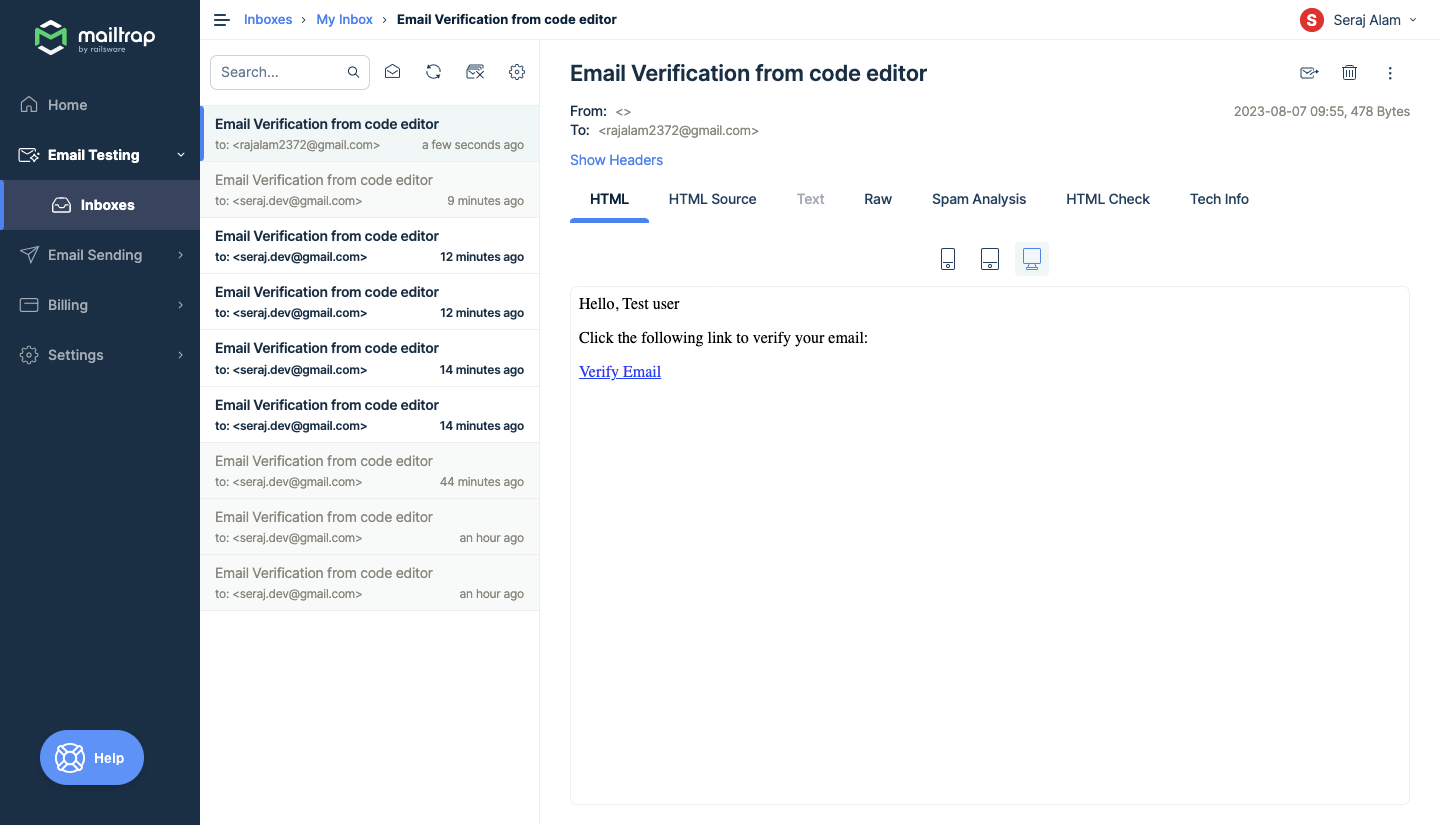 mailtrap
by railsware
Home
Email Testing
Inboxes
Email Sending
Billing
Settings
Help
Inboxes › My Inbox › Email Verification from code editor
S Seraj Alam
Search...
Email Verification from code editor
to: <rajalam2372@gmail.com> a few seconds ago
Email Verification from code editor
to: <seraj.dev@gmail.com> 9 minutes ago
Email Verification from code editor
to: <seraj.dev@gmail.com> 12 minutes ago
Email Verification from code editor
to: <seraj.dev@gmail.com> 12 minutes ago
Email Verification from code editor
to: <seraj.dev@gmail.com> 14 minutes ago
Email Verification from code editor
to: <seraj.dev@gmail.com> 14 minutes ago
Email Verification from code editor
to: <seraj.dev@gmail.com> 44 minutes ago
Email Verification from code editor
to: <seraj.dev@gmail.com> an hour ago
Email Verification from code editor
to: <seraj.dev@gmail.com> an hour ago
Email Verification from code editor
From: <> 2023-08-07 09:55, 478 Bytes
To: <rajalam2372@gmail.com>
Show Headers
HTML HTML Source Text Raw Spam Analysis HTML Check Tech Info
Hello, Test user
Click the following link to verify your email:
Verify Email